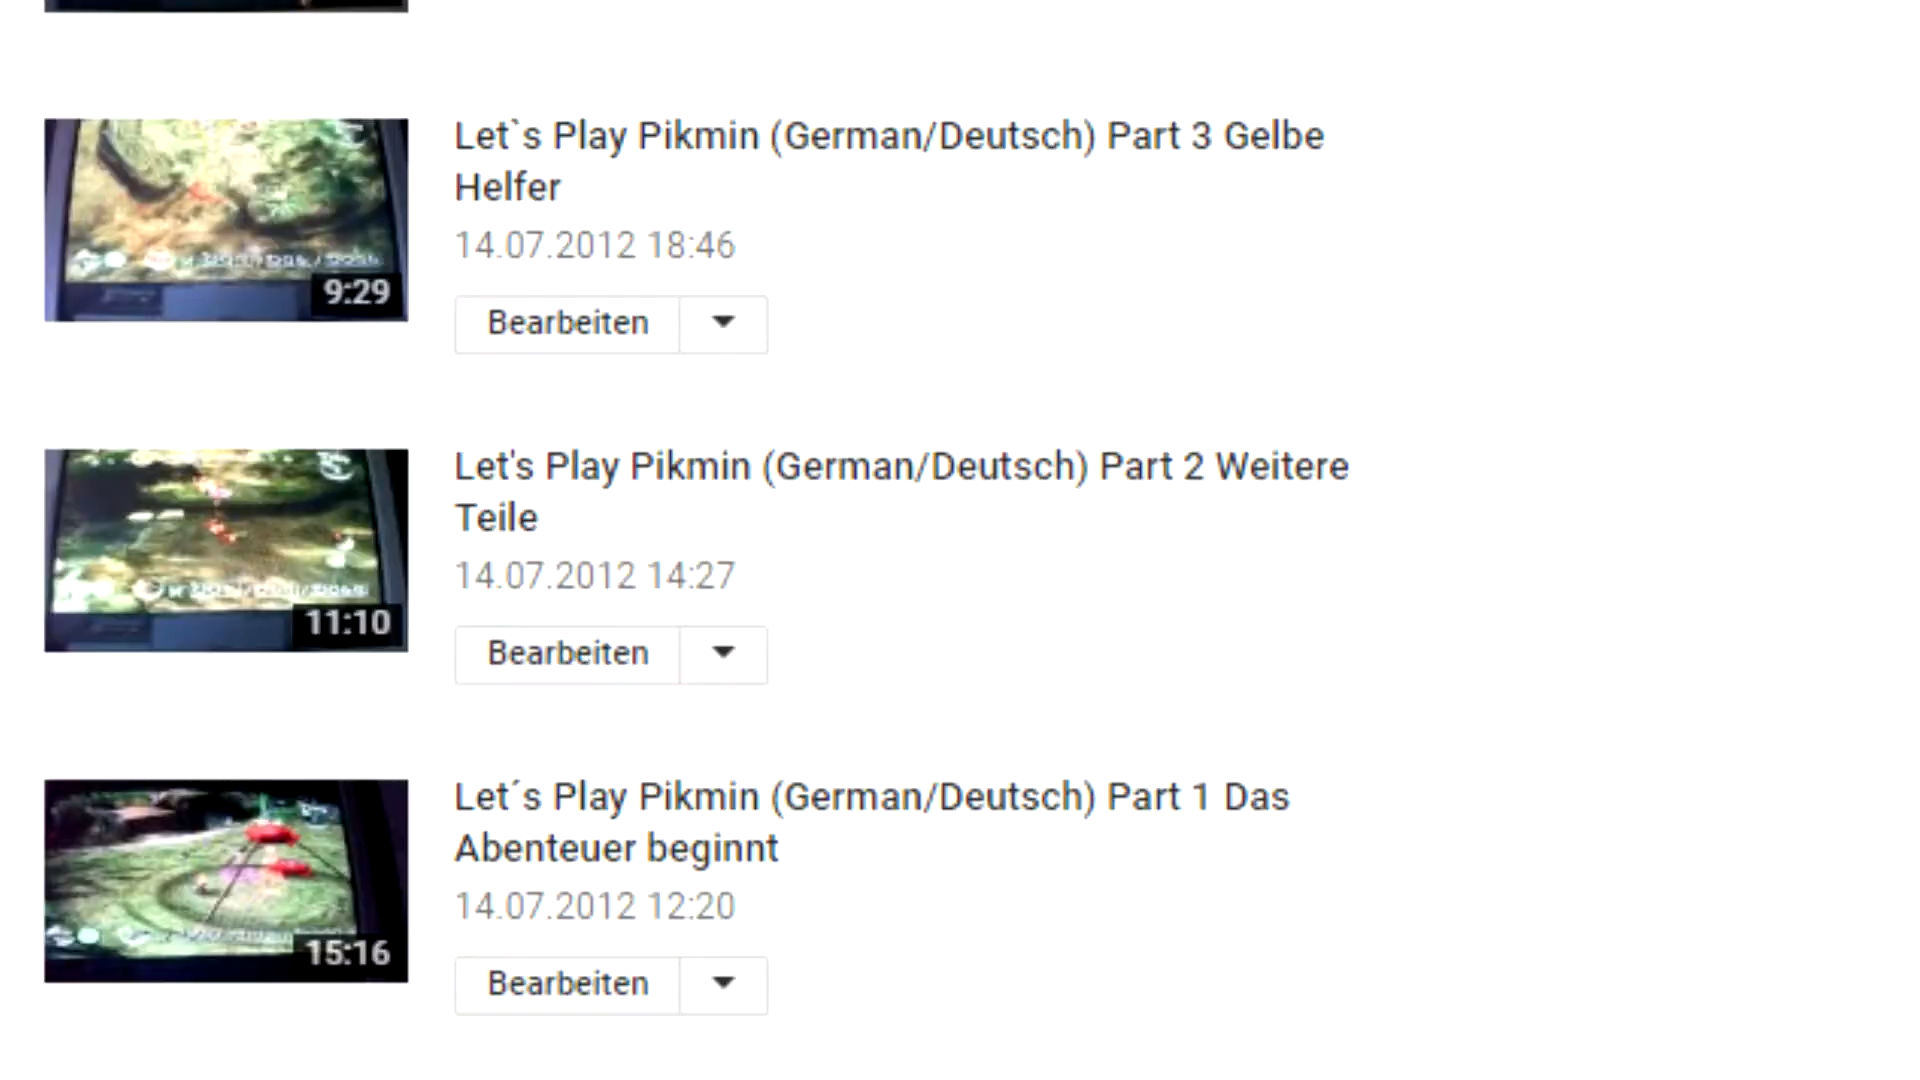 Let`s Play Pikmin (German/Deutsch) Part 3 Gelbe
Helfer
14.07.2012 18:46
9:29
Bearbeiten
Let's Play Pikmin (German/Deutsch) Part 2 Weitere
Teile
14.07.2012 14:27
11:10
Bearbeiten
Let´s Play Pikmin (German/Deutsch) Part 1 Das
Abenteuer beginnt
14.07.2012 12:20
15:16
Bearbeiten